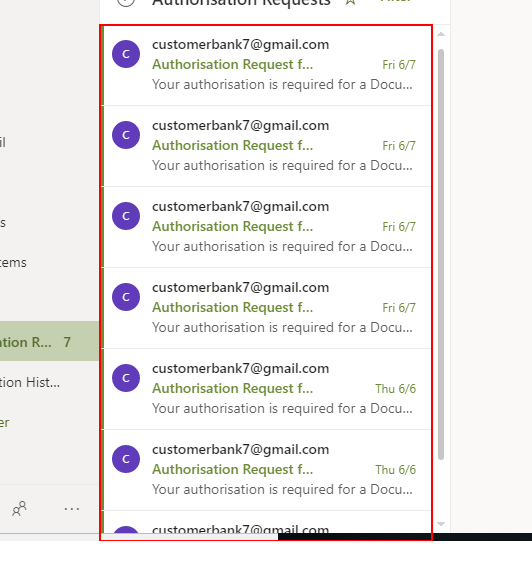 Authorisation Requests
Filter
il
s
tems
ation R... 7
tion Hist...
er
C
customerbank7@gmail.com
Authorisation Request f... Fri 6/7
Your authorisation is required for a Docu...
C
customerbank7@gmail.com
Authorisation Request f... Fri 6/7
Your authorisation is required for a Docu...
C
customerbank7@gmail.com
Authorisation Request f... Fri 6/7
Your authorisation is required for a Docu...
C
customerbank7@gmail.com
Authorisation Request f... Fri 6/7
Your authorisation is required for a Docu...
C
customerbank7@gmail.com
Authorisation Request f... Thu 6/6
Your authorisation is required for a Docu...
C
customerbank7@gmail.com
Authorisation Request f... Thu 6/6
Your authorisation is required for a Docu...
customerbank7@gmail.com